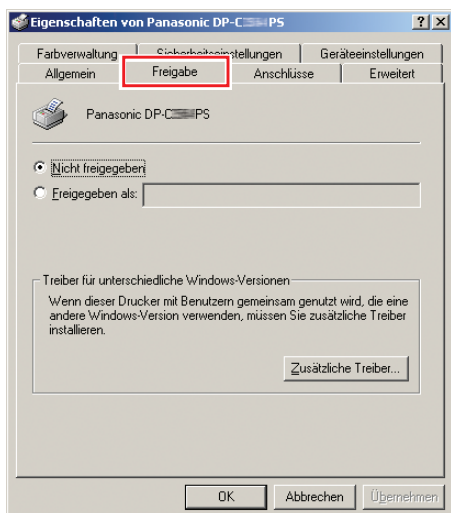 Eigenschaften von Panasonic DP-C PS
Farbverwaltung Sicherheitseinstellungen Geräteeinstellungen
Allgemein Freigabe Anschlüsse Erweitert
Panasonic DP-C PS
Nicht freigegeben
Freigegeben als:
Treiber für unterschiedliche Windows-Versionen
Wenn dieser Drucker mit Benutzern gemeinsam genutzt wird, die eine
andere Windows-Version verwenden, müssen Sie zusätzliche Treiber
installieren.
Zusätzliche Treiber...
OK Abbrechen Übernehmen